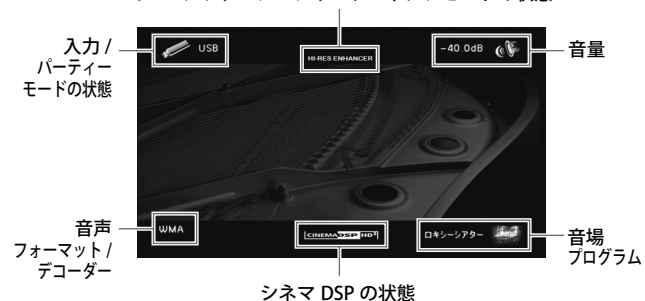 入力 /
パーティー
モードの状態
USB
HI-RES ENHANCER
-40.0dB
音量
音声
フォーマット /
デコーダー
WMA
CINEMA DSP HD³
ロキシーシアター
音場
プログラム
シネマ DSP の状態